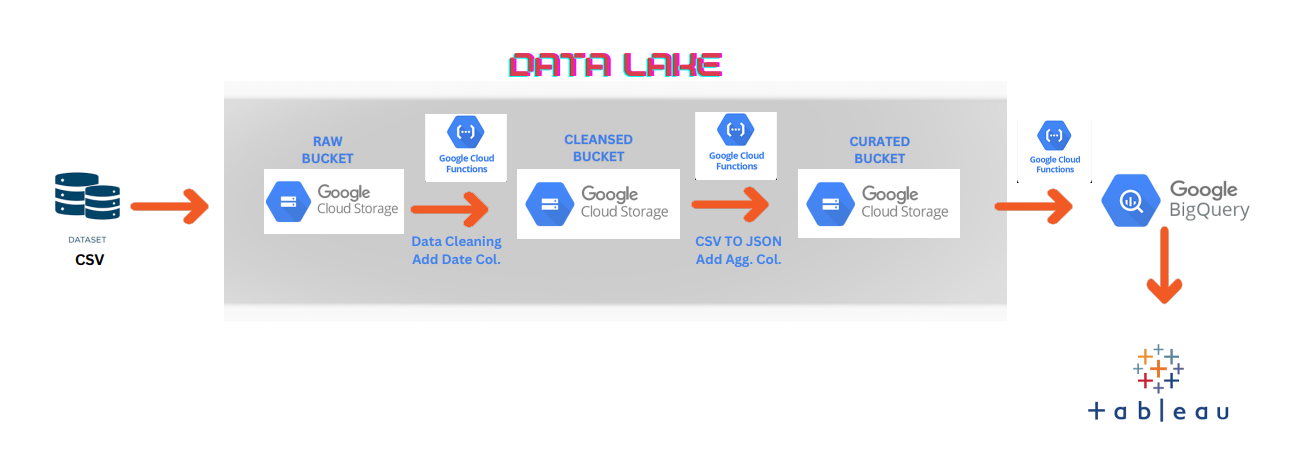 DATA LAKE
RAW
BUCKET
Google Cloud
Functions
CLEANSED
BUCKET
Google Cloud
Functions
CURATED
BUCKET
Google Cloud
Functions
Google
Cloud Storage
Google
Cloud Storage
Google
Cloud Storage
Google
BigQuery
DATASET
CSV
Data Cleaning
Add Date Col.
CSV TO JSON
Add Agg. Col.
tableau